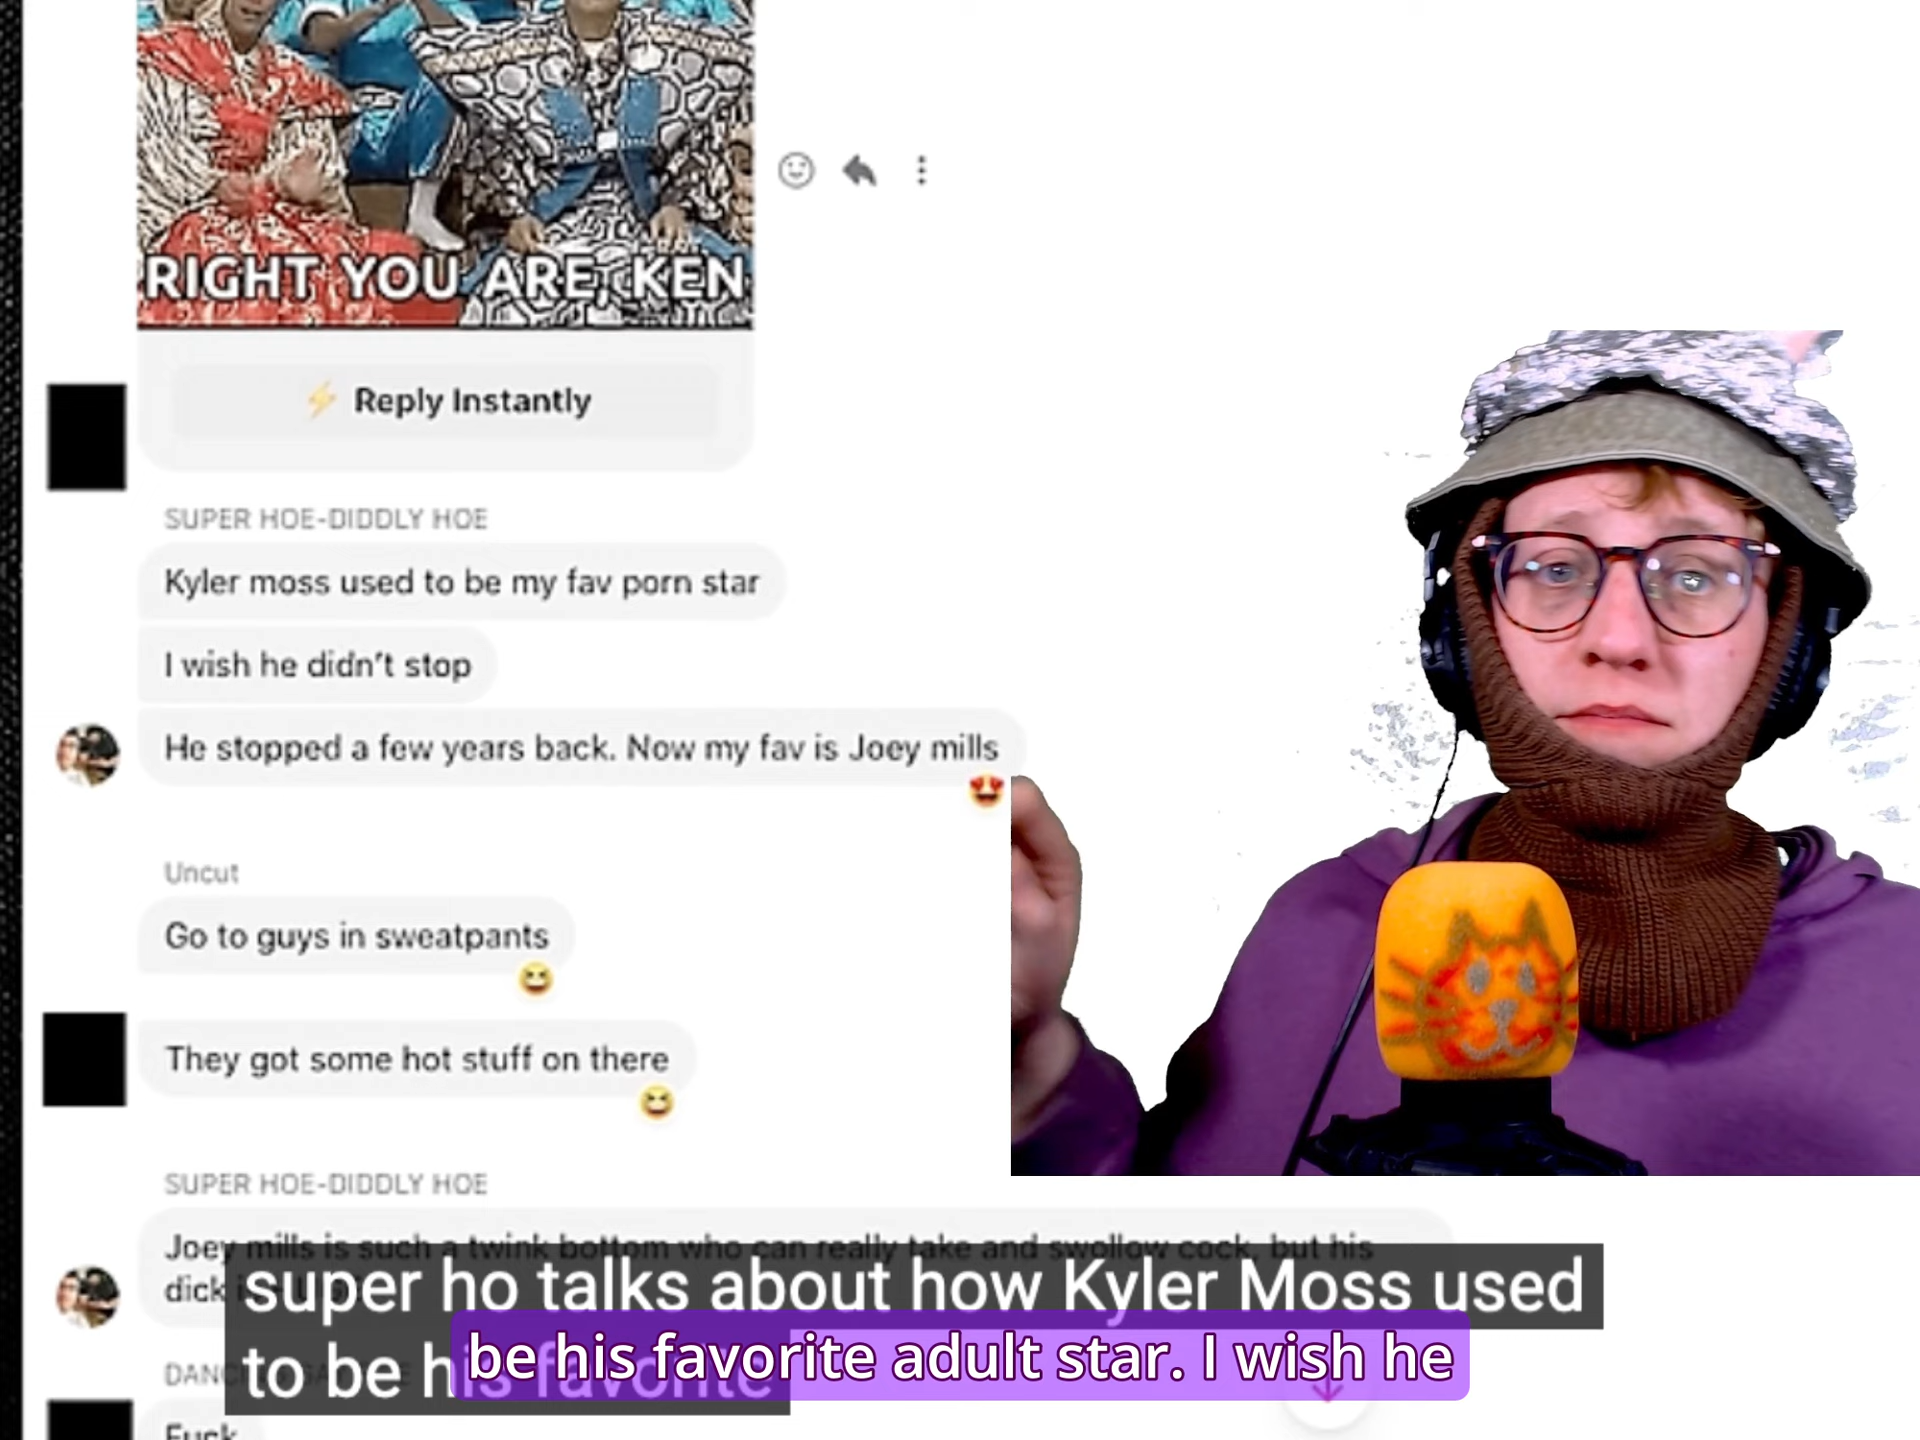 RIGHT YOU ARE, KEN
⚡ Reply Instantly
SUPER HOE-DIDDLY HOE
Kyler moss used to be my fav porn star
I wish he didn't stop
He stopped a few years back. Now my fav is Joey mills
Uncut
Go to guys in sweatpants
They got some hot stuff on there
SUPER HOE-DIDDLY HOE
Joey mills is such a twink bottom who can really take and swollow cock, but his
dick
super ho talks about how Kyler Moss used
to be his favorite
be his favorite adult star. I wish he
Fuck